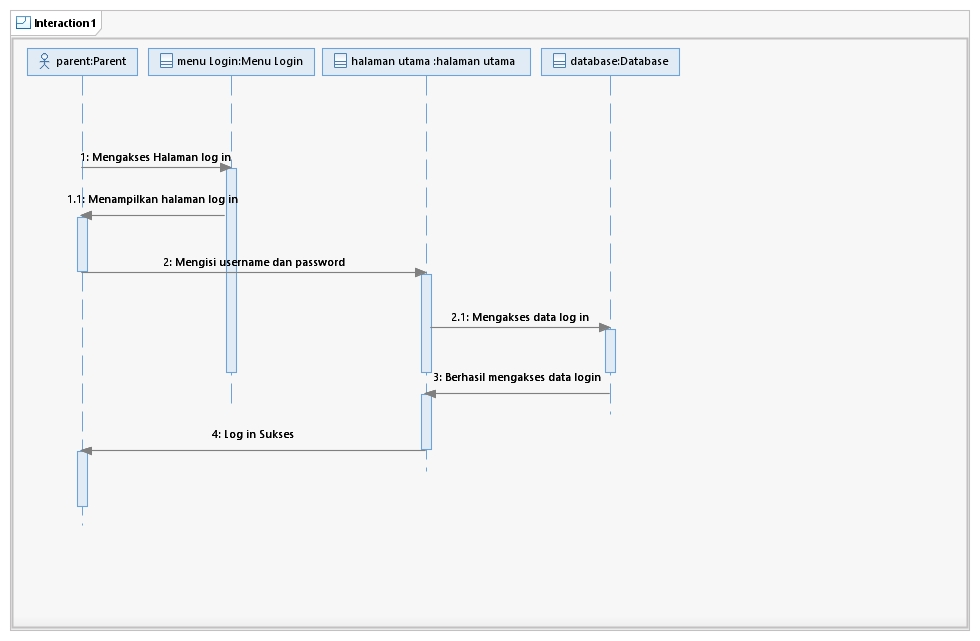 Interaction1
parent:Parent
menu Login:Menu Login
halaman utama :halaman utama
database:Database
1: Mengakses Halaman log in
1.1: Menampilkan halaman log in
2: Mengisi username dan password
2.1: Mengakses data log in
3: Berhasil mengakses data login
4: Log in Sukses